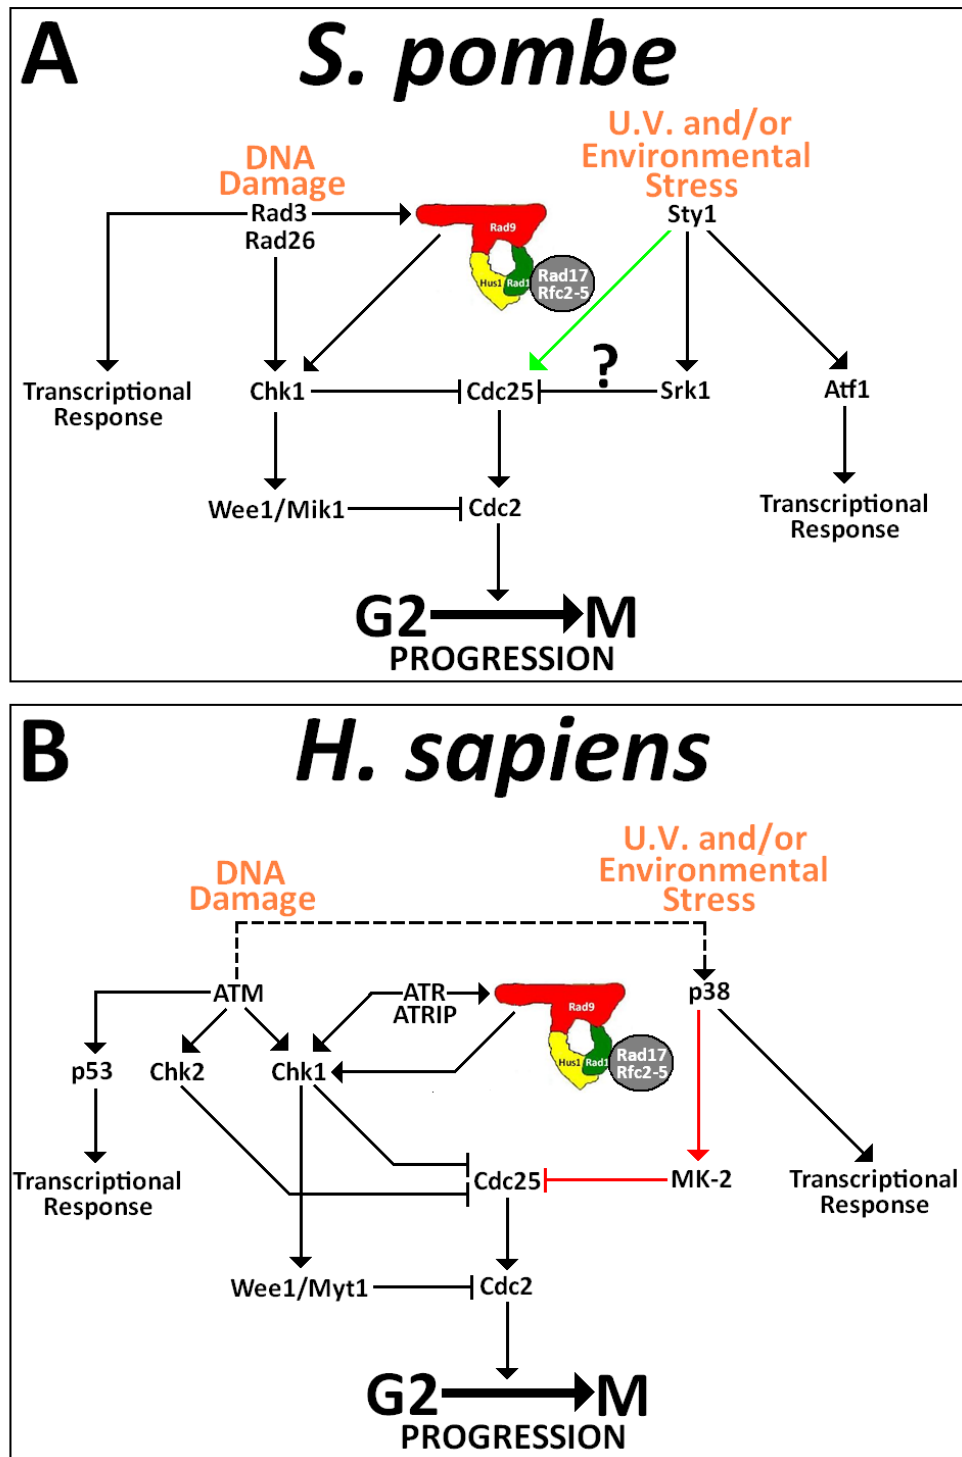 A
S. pombe
U.V. and/or
Environmental
Stress
DNA
Damage
Rad3
Rad26
Rad9
Hus1
Rad1
Rad17
Rfc2-5
Sty1
?
Transcriptional
Response
Chk1
Cdc25
Srk1
Atf1
Wee1/Mik1
Cdc2
Transcriptional
Response
G2
M
PROGRESSION
B
H. sapiens
U.V. and/or
Environmental
Stress
DNA
Damage
ATM
ATR
ATRIP
Rad9
Hus1
Rad1
Rad17
Rfc2-5
p38
p53
Chk2
Chk1
Transcriptional
Response
Cdc25
MK-2
Transcriptional
Response
Wee1/Myt1
Cdc2
G2
M
PROGRESSION